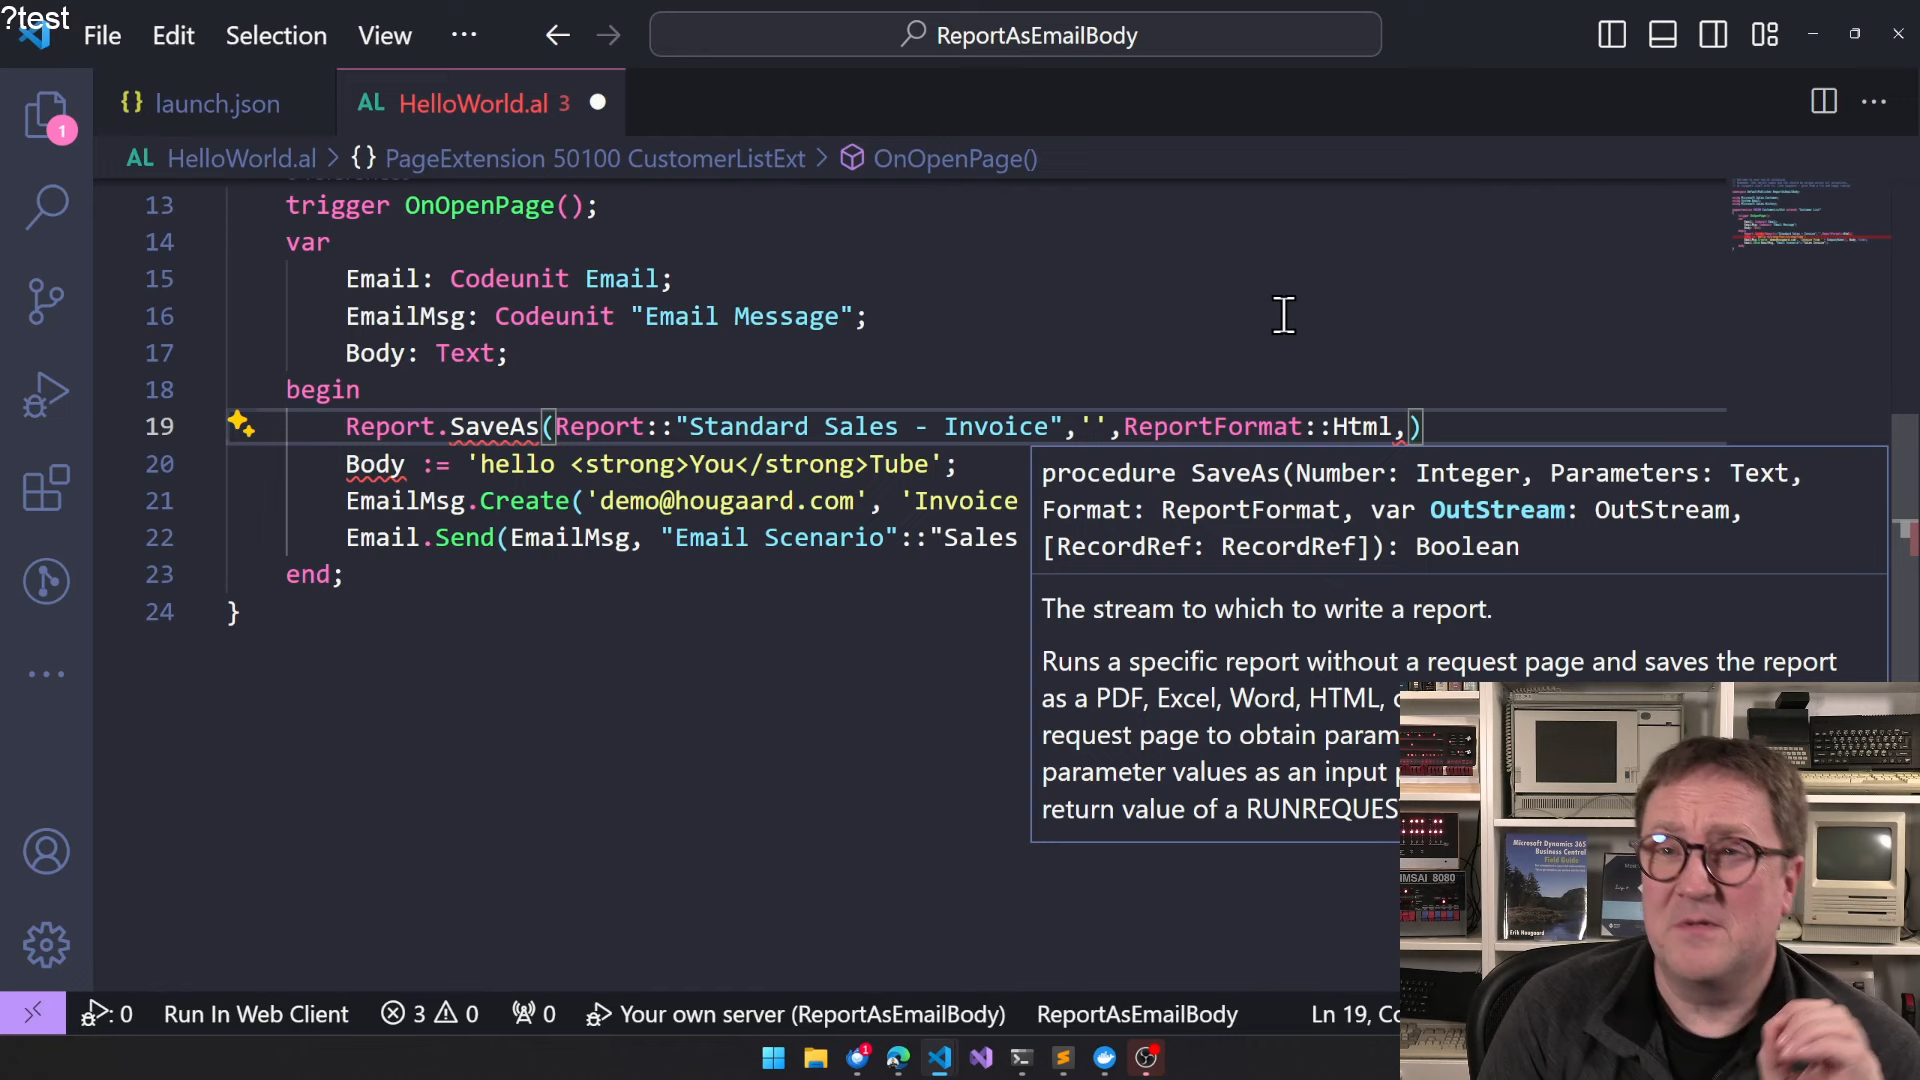 ?test
File Edit Selection View ···
ReportAsEmailBody
{} launch.json
AL HelloWorld.al 3
AL HelloWorld.al > {} PageExtension 50100 CustomerListExt > OnOpenPage()
1
13 trigger OnOpenPage();
14 var
15 Email: Codeunit Email;
16 EmailMsg: Codeunit "Email Message";
17 Body: Text;
18 begin
19 Report.SaveAs(Report::"Standard Sales - Invoice",'',ReportFormat::Html,)
20 Body := 'hello <strong>You</strong>Tube';
21 EmailMsg.Create('demo@hougaard.com', 'Invoice
22 Email.Send(EmailMsg, "Email Scenario"::"Sales
23 end;
24 }
procedure SaveAs(Number: Integer, Parameters: Text,
Format: ReportFormat, var OutStream: OutStream,
[RecordRef: RecordRef]): Boolean
The stream to which to write a report.
Runs a specific report without a request page and saves the report
as a PDF, Excel, Word, HTML,
request page to obtain param
parameter values as an input
return value of a RUNREQUES
Microsoft Dynamics 365
Business Central
Field Guide
Erik Hougaard
IMSAI 8080
0 Run In Web Client 3 0 0 Your own server (ReportAsEmailBody) ReportAsEmailBody Ln 19, Co
1